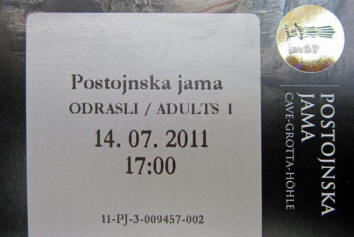 Postojnska jama
ODRASLI / ADULTS I
14. 07. 2011
17:00
11-PJ-3-009457-002
POSTOJNSKA
JAMA
CAVE-GROTTA-HÖHLE